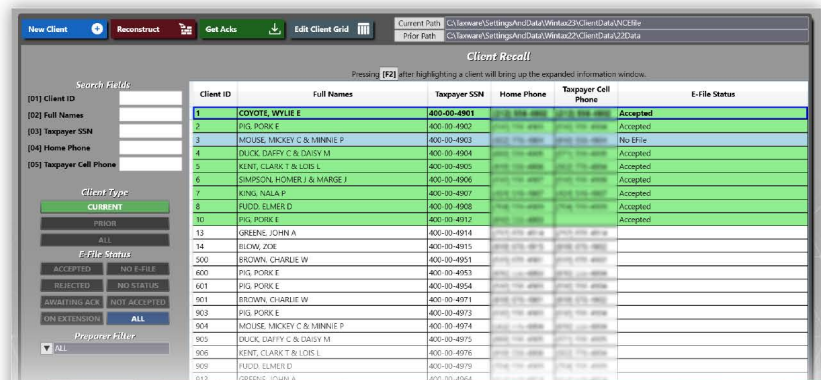 New Client Reconstruct Get Acks Edit Client Grid Current Path C:\Taxware\SettingsAndData\Wintax23\ClientData\NCEfile
Prior Path C:\Taxware\SettingsAndData\Wintax22\ClientData\22Data
Client Recall
Pressing [F2] after highlighting a client will bring up the expanded information window.
Search Fields
[01] Client ID
[02] Full Names
[03] Taxpayer SSN
[04] Home Phone
[05] Taxpayer Cell Phone
Client Type
CURRENT
PRIOR
ALL
E-File Status
ACCEPTED NO E-FILE
REJECTED NO STATUS
AWAITING ACK NOT ACCEPTED
ON EXTENSION ALL
Preparer Filter
ALL
Client ID Full Names Taxpayer SSN Home Phone Taxpayer Cell Phone E-File Status
1 COYOTE, WYLIE E 400-00-4901 Accepted
2 PIG, PORK E 400-00-4902 Accepted
3 MOUSE, MICKEY C & MINNIE P 400-00-4903 No EFile
4 DUCK, DAFFY C & DAISY M 400-00-4904 Accepted
5 KENT, CLARK T & LOIS L 400-00-4905 Accepted
6 SIMPSON, HOMER J & MARGE J 400-00-4906 Accepted
7 KING, NALA P 400-00-4907 Accepted
8 FUDD, ELMER D 400-00-4908 Accepted
10 PIG, PORK E 400-00-4912 Accepted
13 GREENE, JOHN A 400-00-4914
14 BLOW, ZOE 400-00-4915
500 BROWN, CHARLIE W 400-00-4951
600 PIG, PORK E 400-00-4953
601 PIG, PORK E 400-00-4954
901 BROWN, CHARLIE W 400-00-4971
903 PIG, PORK E 400-00-4973
904 MOUSE, MICKEY C & MINNIE P 400-00-4974
905 DUCK, DAFFY C & DAISY M 400-00-4975
906 KENT, CLARK T & LOIS L 400-00-4976
909 FUDD, ELMER D 400-00-4979
GREENE, JOHN A 400-00-4964